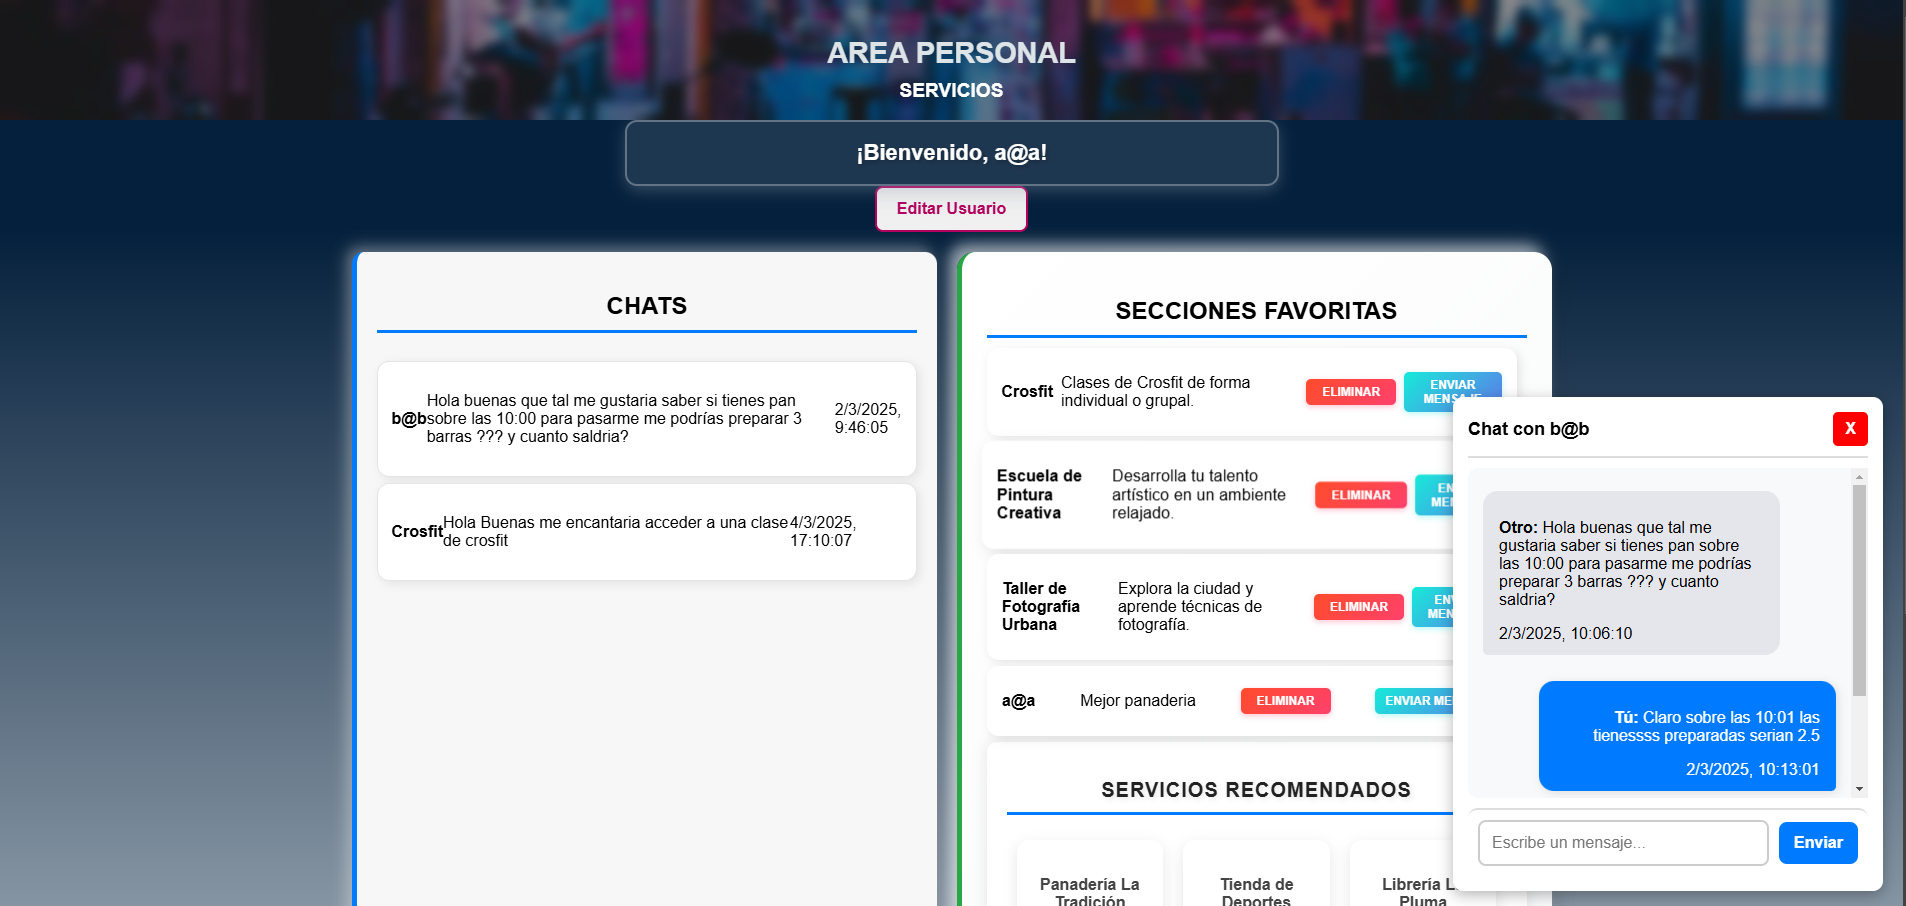 AREA PERSONAL
SERVICIOS
¡Bienvenido, a@a!
Editar Usuario
CHATS
b@b
Hola buenas que tal me gustaria saber si tienes pan
sobre las 10:00 para pasarme me podrías preparar 3
barras ??? y cuanto saldria?
2/3/2025,
9:46:05
Crosfit
Hola Buenas me encantaria acceder a una clase
de crosfit
4/3/2025,
17:10:07
SECCIONES FAVORITAS
Crosfit
Clases de Crosfit de forma
individual o grupal.
ELIMINAR
ENVIAR
MENSAJE
Escuela de
Pintura
Creativa
Desarrolla tu talento
artístico en un ambiente
relajado.
ELIMINAR
EN
MEN
Taller de
Fotografía
Urbana
Explora la ciudad y
aprende técnicas de
fotografía.
ELIMINAR
ENV
MEN
a@a
Mejor panaderia
ELIMINAR
ENVIAR ME
SERVICIOS RECOMENDADOS
Panadería La
Tradición
Tienda de
Deportes
Librería L
Pluma
Chat con b@b
X
Otro: Hola buenas que tal me
gustaria saber si tienes pan sobre
las 10:00 para pasarme me podrías
preparar 3 barras ??? y cuanto
saldria?
2/3/2025, 10:06:10
Tú: Claro sobre las 10:01 las
tienessss preparadas serian 2.5
2/3/2025, 10:13:01
Escribe un mensaje...
Enviar